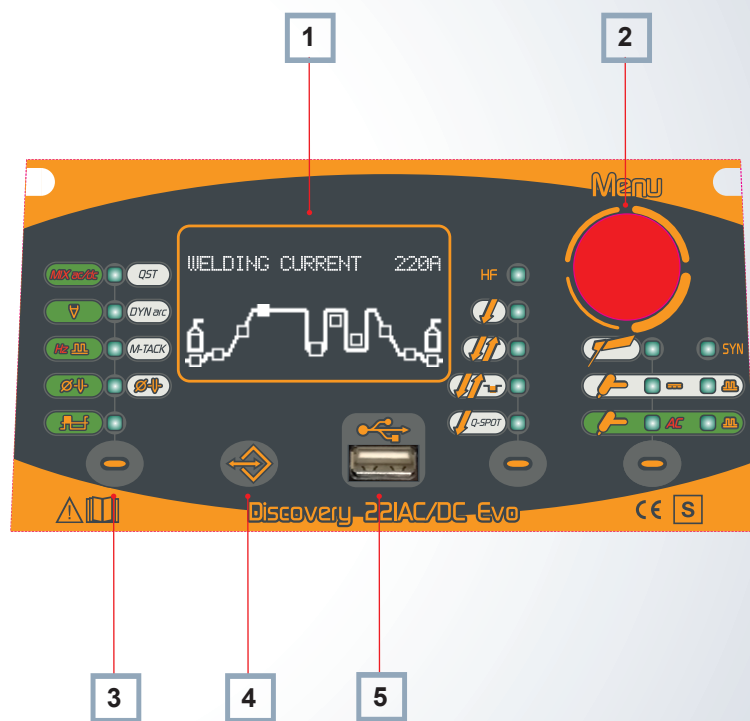 1
2
Menu
WELDING CURRENT 220A
MIX ac/dc
QST
HF
DYN arc
Hz
M-TACK
SYN
Q-SPOT
AC
Discovery 221AC/DC Evo
CE
S
3
4
5